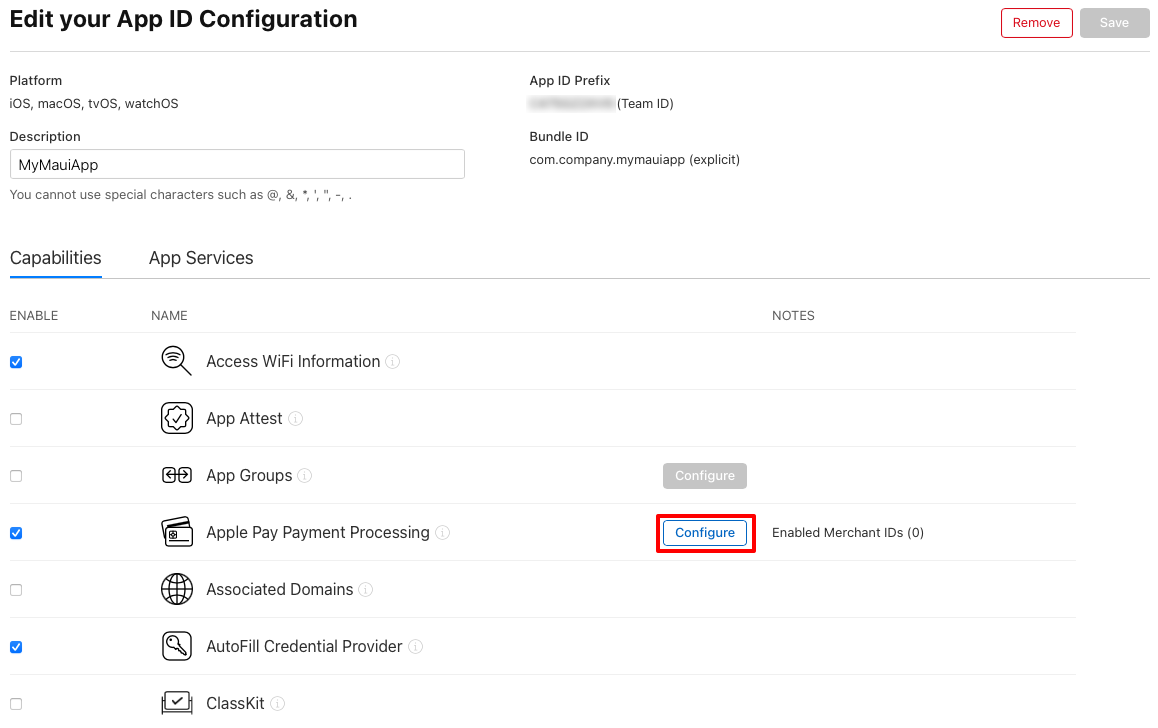 Edit your App ID Configuration
Remove
Save
Platform
App ID Prefix
iOS, macOS, tvOS, watchOS
(Team ID)
Description
Bundle ID
MyMauiApp
com.company.mymauiapp (explicit)
You cannot use special characters such as @, &, *, ', ", -, .
Capabilities
App Services
ENABLE
NAME
NOTES
Access WiFi Information
App Attest
App Groups
Configure
Apple Pay Payment Processing
Configure
Enabled Merchant IDs (0)
Associated Domains
AutoFill Credential Provider
ClassKit